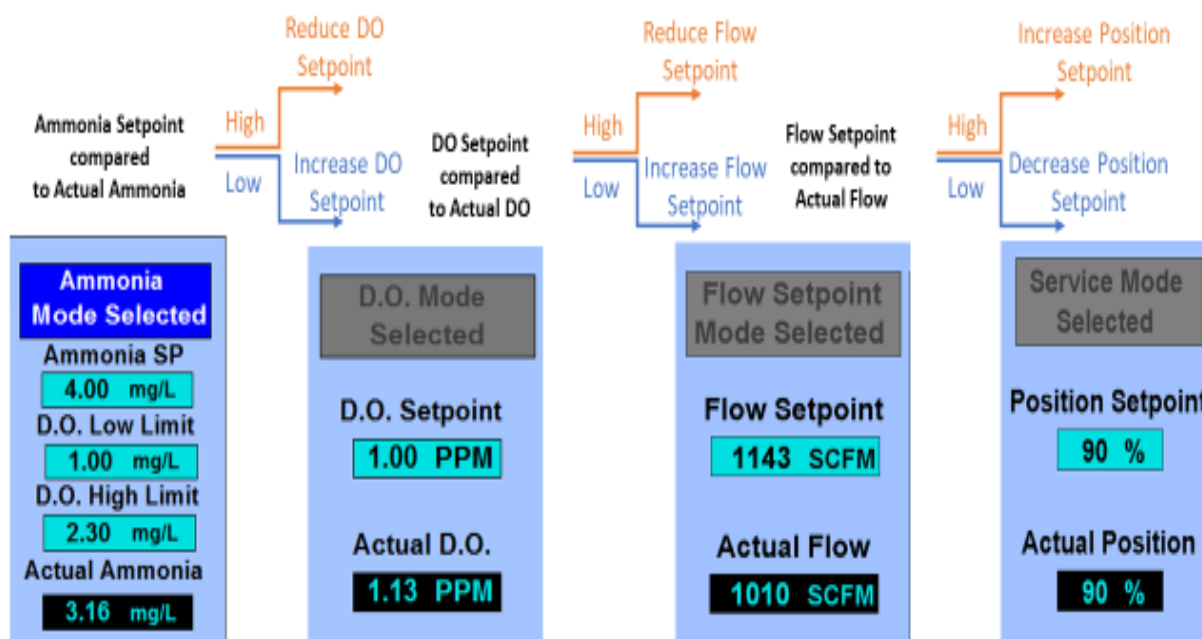 Reduce DO
Setpoint
Ammonia Setpoint
compared
to Actual Ammonia
High
Low
Increase DO
Setpoint
Reduce Flow
Setpoint
DO Setpoint
compared
to Actual DO
High
Low
Increase Flow
Setpoint
Increase Position
Setpoint
Flow Setpoint
compared to
Actual Flow
High
Low
Decrease Position
Setpoint
Ammonia
Mode Selected
Ammonia SP
4.00 mg/L
D.O. Low Limit
1.00 mg/L
D.O. High Limit
2.30 mg/L
Actual Ammonia
3.16 mg/L
D.O. Mode
Selected
D.O. Setpoint
1.00 PPM
Actual D.O.
1.13 PPM
Flow Setpoint
Mode Selected
Flow Setpoint
1143 SCFM
Actual Flow
1010 SCFM
Service Mode
Selected
Position Setpoint
90 %
Actual Position
90 %